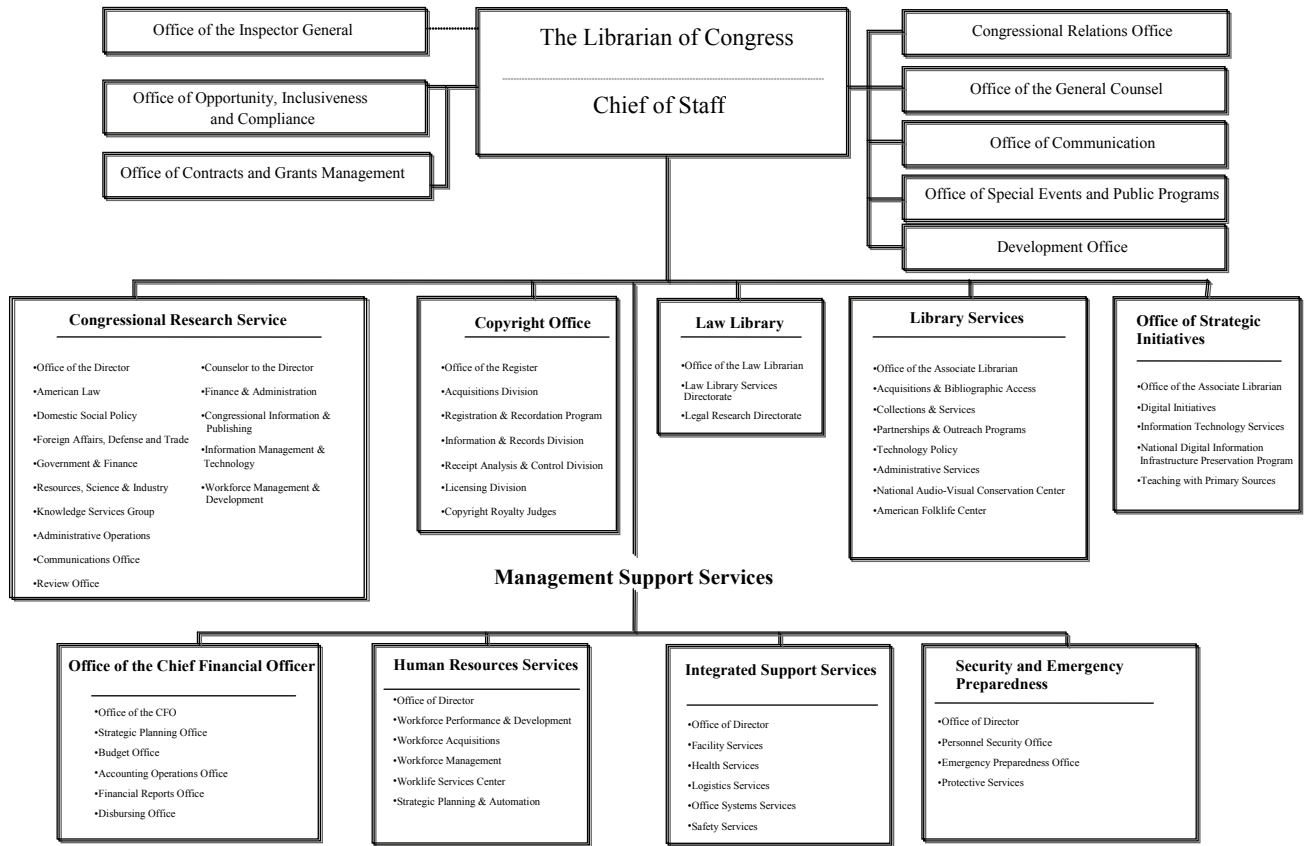 Office of the Inspector General
The Librarian of Congress
Chief of Staff
Office of Opportunity, Inclusiveness
and Compliance
Office of Contracts and Grants Management
Congressional Relations Office
Office of the General Counsel
Office of Communication
Office of Special Events and Public Programs
Development Office
Congressional Research Service
•Office of the Director
•American Law
•Domestic Social Policy
•Foreign Affairs, Defense and Trade
•Government & Finance
•Resources, Science & Industry
•Knowledge Services Group
•Administrative Operations
•Communications Office
•Review Office
•Counselor to the Director
•Finance & Administration
•Congressional Information &
Publishing
•Information Management &
Technology
•Workforce Management &
Development
Copyright Office
•Office of the Register
•Acquisitions Division
•Registration & Recordation Program
•Information & Records Division
•Receipt Analysis & Control Division
•Licensing Division
•Copyright Royalty Judges
Law Library
•Office of the Law Librarian
•Law Library Services
Directorate
•Legal Research Directorate
Library Services
•Office of the Associate Librarian
•Acquisitions & Bibliographic Access
•Collections & Services
•Partnerships & Outreach Programs
•Technology Policy
•Administrative Services
•National Audio-Visual Conservation Center
•American Folklife Center
Office of Strategic
Initiatives
•Office of the Associate Librarian
•Digital Initiatives
•Information Technology Services
•National Digital Information
Infrastructure Preservation Program
•Teaching with Primary Sources
Management Support Services
Office of the Chief Financial Officer
•Office of the CFO
•Strategic Planning Office
•Budget Office
•Accounting Operations Office
•Financial Reports Office
•Disbursing Office
Human Resources Services
•Office of Director
•Workforce Performance & Development
•Workforce Acquisitions
•Workforce Management
•Worklife Services Center
•Strategic Planning & Automation
Integrated Support Services
•Office of Director
•Facility Services
•Health Services
•Logistics Services
•Office Systems Services
•Safety Services
Security and Emergency
Preparedness
•Office of Director
•Personnel Security Office
•Emergency Preparedness Office
•Protective Services